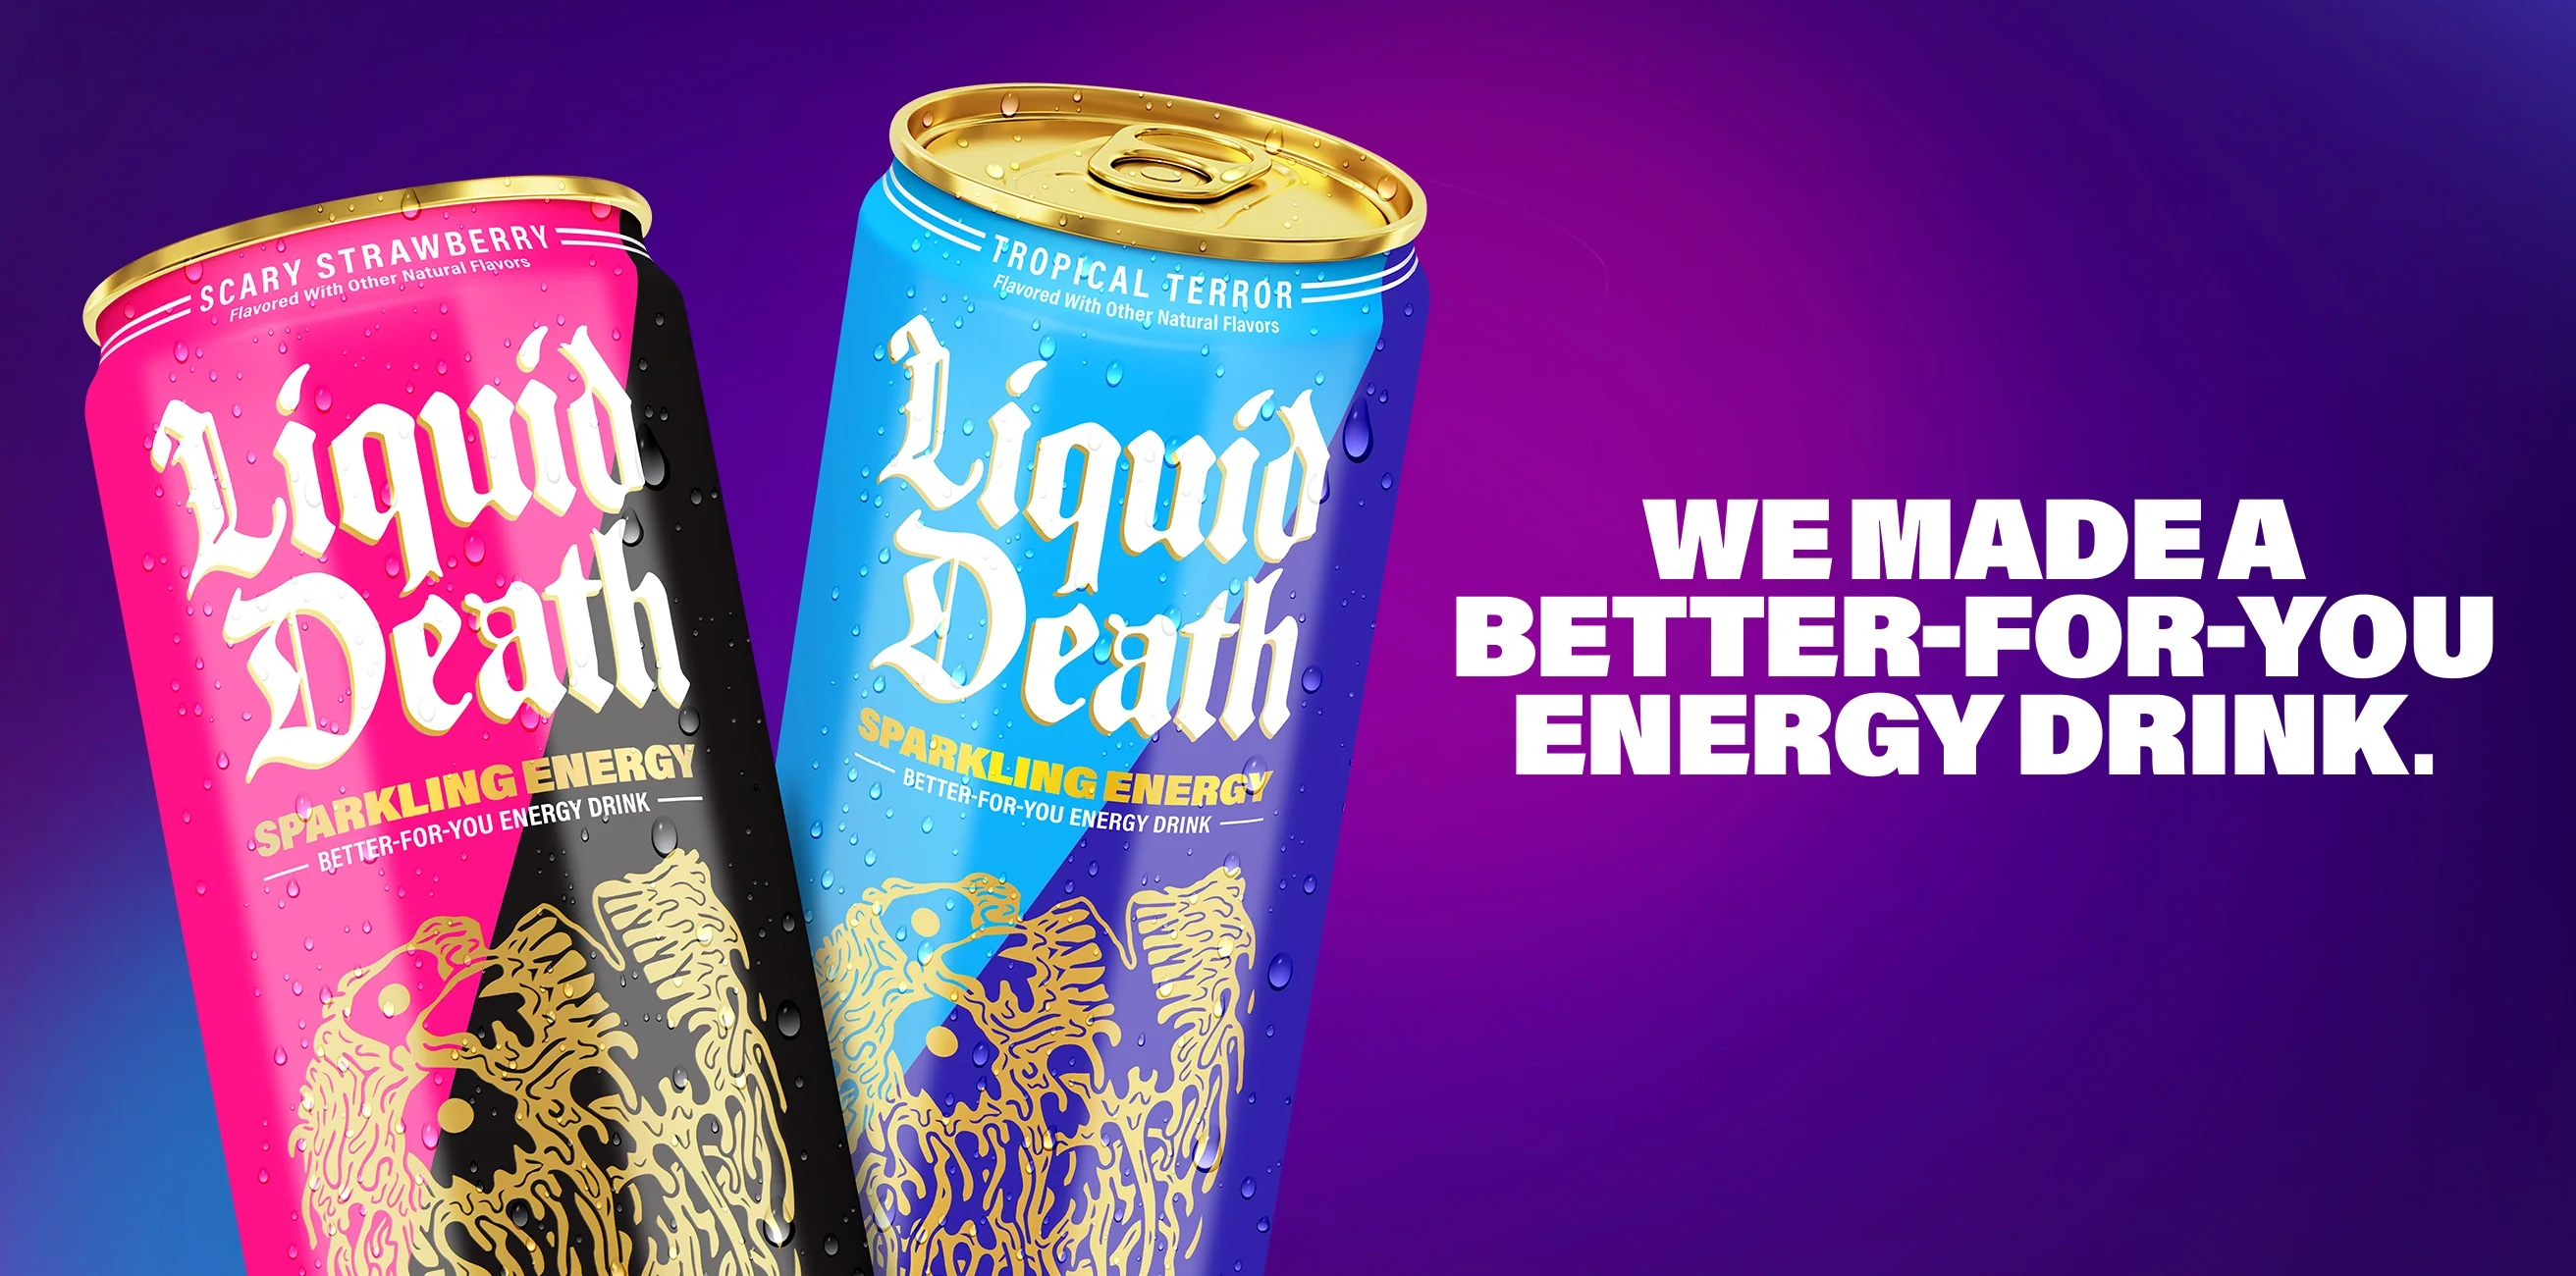 SCARY STRAWBERRY
Flavored With Other Natural Flavors
Liquid
Death
SPARKLING ENERGY
BETTER-FOR-YOU ENERGY DRINK
TROPICAL TERROR
Flavored With Other Natural Flavors
Liquid
Death
SPARKLING ENERGY
BETTER-FOR-YOU ENERGY DRINK
WE MADE A
BETTER-FOR-YOU
ENERGY DRINK.